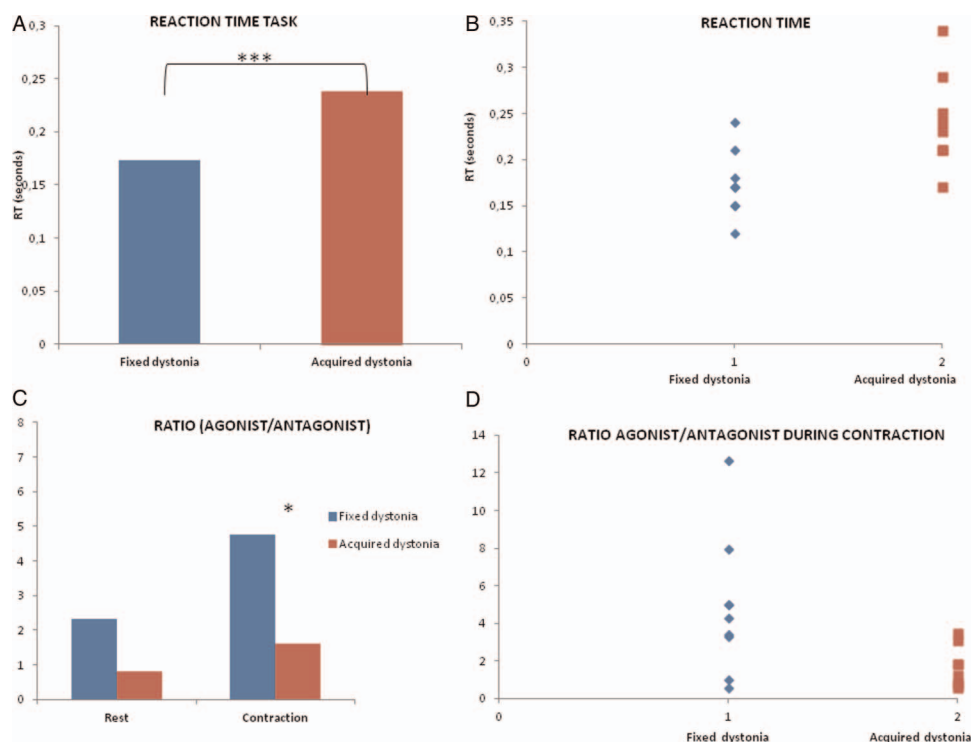 A
REACTION TIME TASK
0,3
0,25
0,2
0,15
0,1
0,05
0
RT (seconds)
***
Fixed dystonia
Acquired dystonia
B
REACTION TIME
0,35
0,3
0,25
0,2
0,15
0,1
0,05
0
RT (seconds)
0
1
2
Fixed dystonia
Acquired dystonia
C
RATIO (AGONIST/ANTAGONIST)
8
7
6
5
4
3
2
1
0
*
Fixed dystonia
Acquired dystonia
Rest
Contraction
D
RATIO AGONIST/ANTAGONIST DURING CONTRACTION
14
12
10
8
6
4
2
0
0
1
2
Fixed dystonia
Acquired dystonia